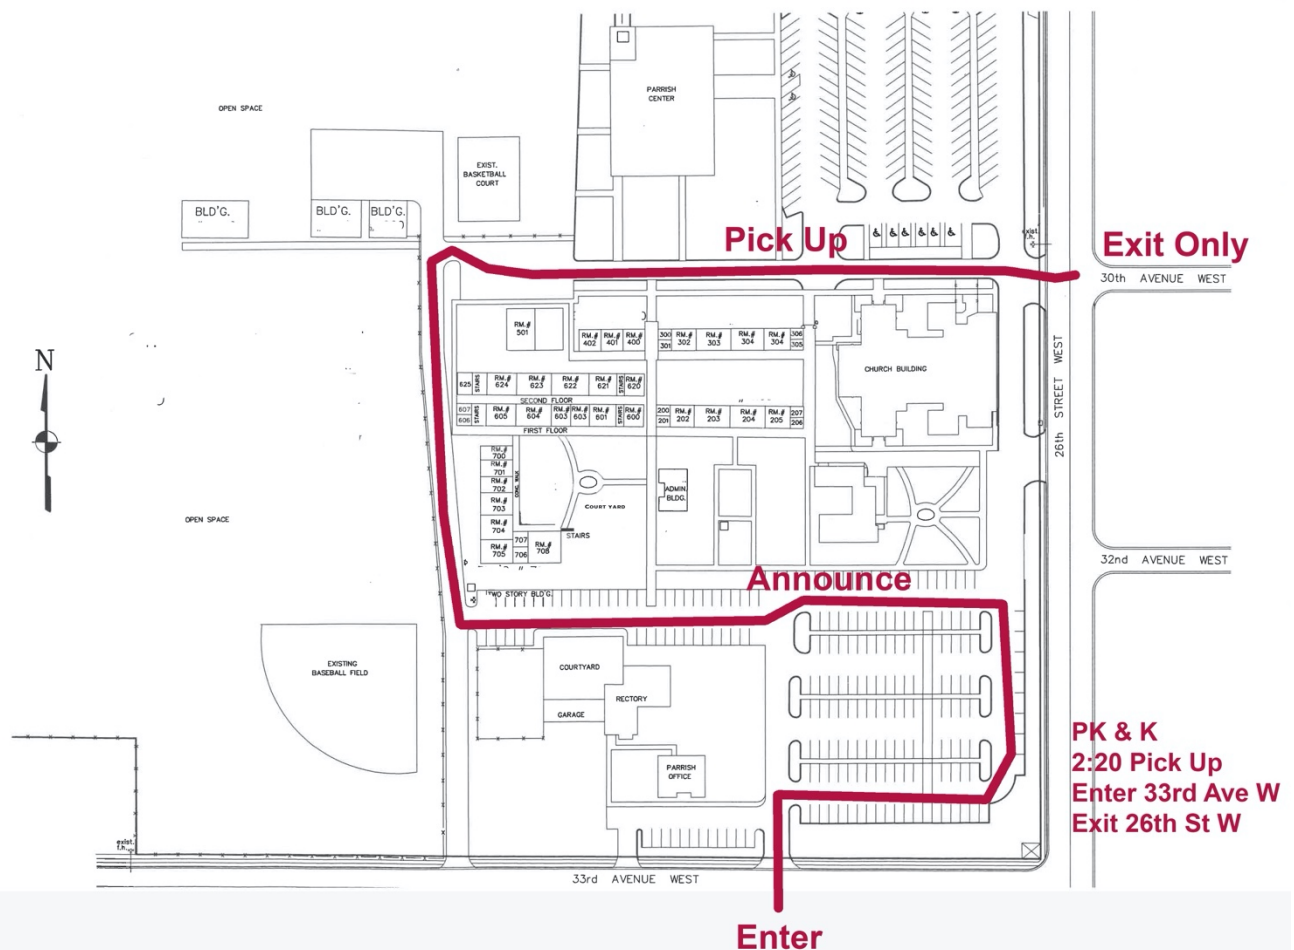 PARRISH
CENTER
OPEN SPACE
EXIST.
BASKETBALL
COURT
BLD'G.
BLD'G.
BLD'G.
exist.
f.h.
Pick Up
Exit Only
30th AVENUE WEST
RM.#
501
RM.# 402
RM.# 401
RM.# 400
300
301
RM.# 302
RM.# 303
RM.# 304
RM.# 304
306
305
CHURCH BUILDING
26th STREET WEST
N
625
STAIRS
RM.# 624
RM.# 623
RM.# 622
RM.# 621
STAIRS
RM.# 620
SECOND FLOOR
607
606
STAIRS
RM.# 605
RM.# 604
RM.# 603
RM.# 603
RM.# 601
STAIRS
RM.# 600
FIRST FLOOR
200
201
RM.# 202
RM.# 203
RM.# 204
RM.# 205
207
206
RM.# 700
RM.# 701
RM.# 702
RM.# 703
RM.# 704
RM.# 705
CONC. WALK
707
706
RM.# 708
COURT YARD
STAIRS
ADMIN.
BLDG.
OPEN SPACE
32nd AVENUE WEST
Announce
TWO STORY BLD'G.
EXISTING
BASEBALL FIELD
COURTYARD
RECTORY
GARAGE
PARRISH
OFFICE
PK & K
2:20 Pick Up
Enter 33rd Ave W
Exit 26th St W
exist.
f.h.
33rd AVENUE WEST
Enter